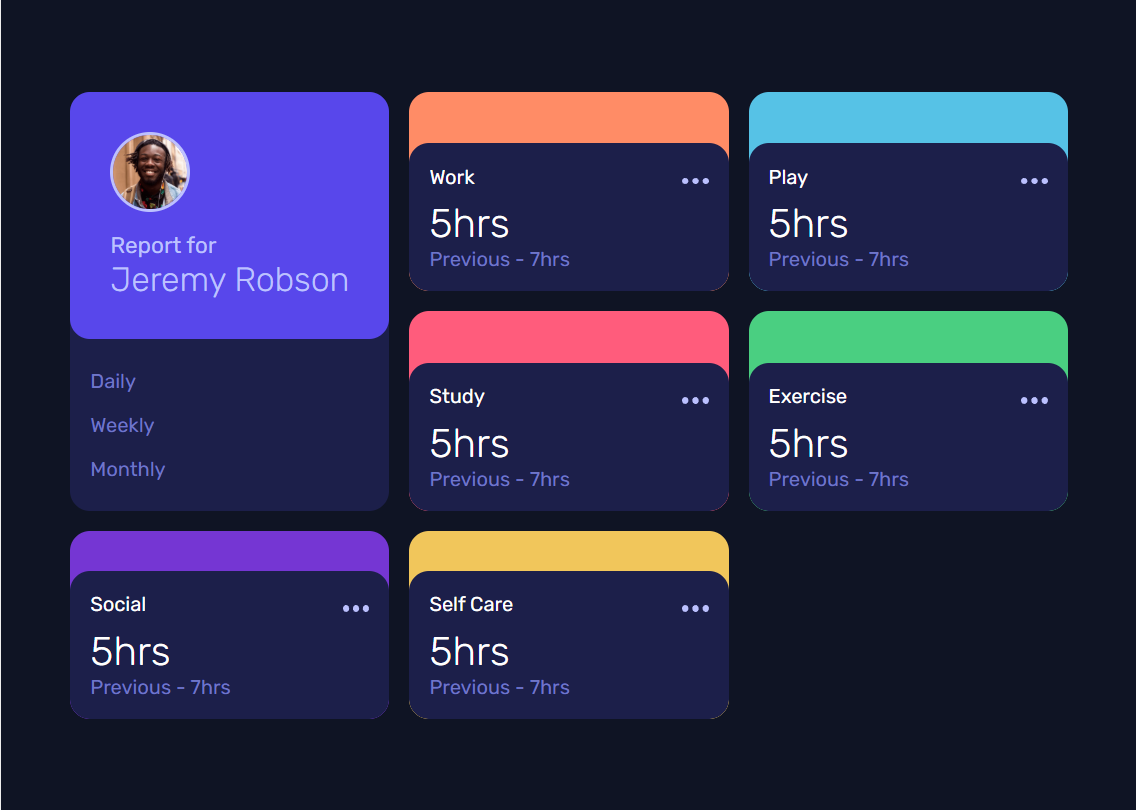 Report for
Jeremy Robson
Daily
Weekly
Monthly
Work
5hrs
Previous - 7hrs
Play
5hrs
Previous - 7hrs
Study
5hrs
Previous - 7hrs
Exercise
5hrs
Previous - 7hrs
Social
5hrs
Previous - 7hrs
Self Care
5hrs
Previous - 7hrs